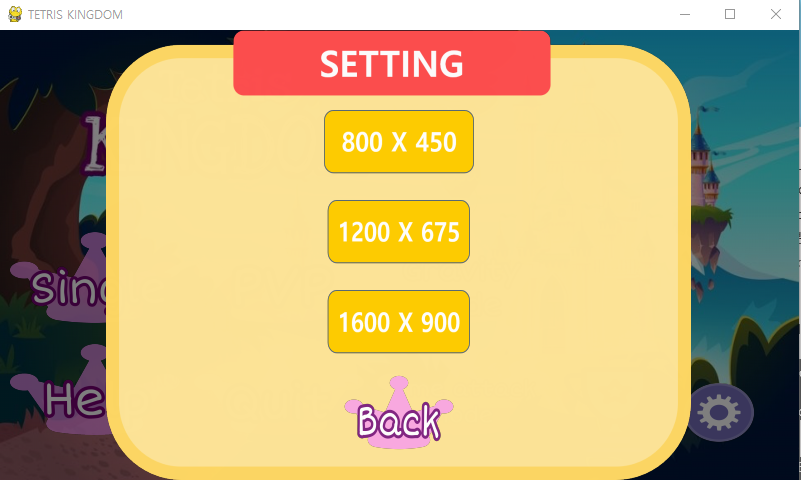 TETRIS KINGDOM
SETTING
800 X 450
1200 X 675
1600 X 900
Back